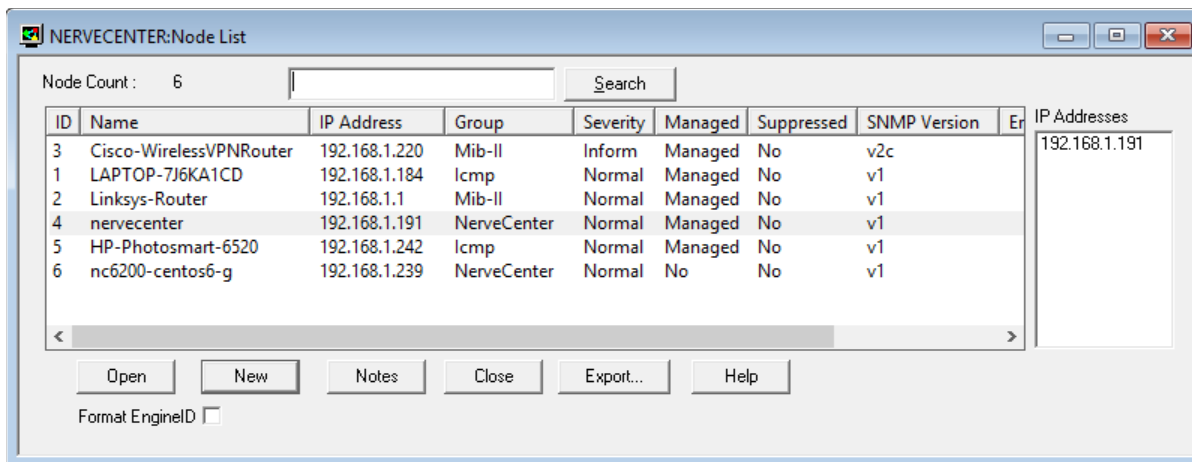 NERVECENTER:Node List
Node Count : 6 Search
ID Name IP Address Group Severity Managed Suppressed SNMP Version Er IP Addresses
3 Cisco-WirelessVPNRouter 192.168.1.220 Mib-II Inform Managed No v2c 192.168.1.191
1 LAPTOP-7J6KA1CD 192.168.1.184 Icmp Normal Managed No v1
2 Linksys-Router 192.168.1.1 Mib-II Normal Managed No v1
4 nervecenter 192.168.1.191 NerveCenter Normal Managed No v1
5 HP-Photosmart-6520 192.168.1.242 Icmp Normal Managed No v1
6 nc6200-centos6-g 192.168.1.239 NerveCenter Normal No No v1
Open New Notes Close Export... Help
Format EngineID